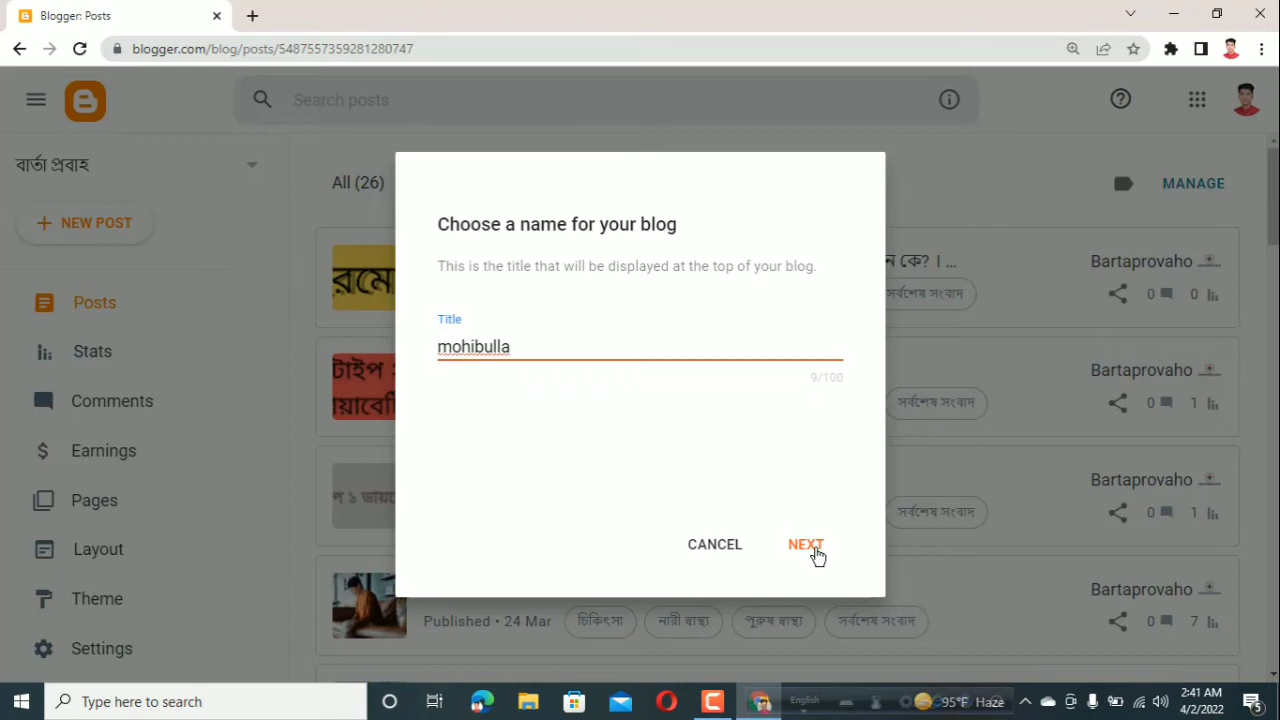 Blogger: Posts
blogger.com/blog/posts/5487557359281280747
Search posts
বার্তা প্রবাহ
NEW POST
Posts
Stats
Comments
Earnings
Pages
Layout
Theme
Settings
All (26)
MANAGE
Choose a name for your blog
This is the title that will be displayed at the top of your blog.
Title
mohibulla
9/100
CANCEL
NEXT
ন কে? । ...
সর্বশেষ সংবাদ
Bartaprovaho
0 0
টাইপ
সর্বশেষ সংবাদ
Bartaprovaho
0 1
সর্বশেষ সংবাদ
Bartaprovaho
0 1
Published • 24 Mar
চিকিৎসা
নারী স্বাস্থ্য
পুরুষ স্বাস্থ্য
সর্বশেষ সংবাদ
Bartaprovaho
0 7
Type here to search
English
95°F Haze
2:41 AM
4/2/2022
5